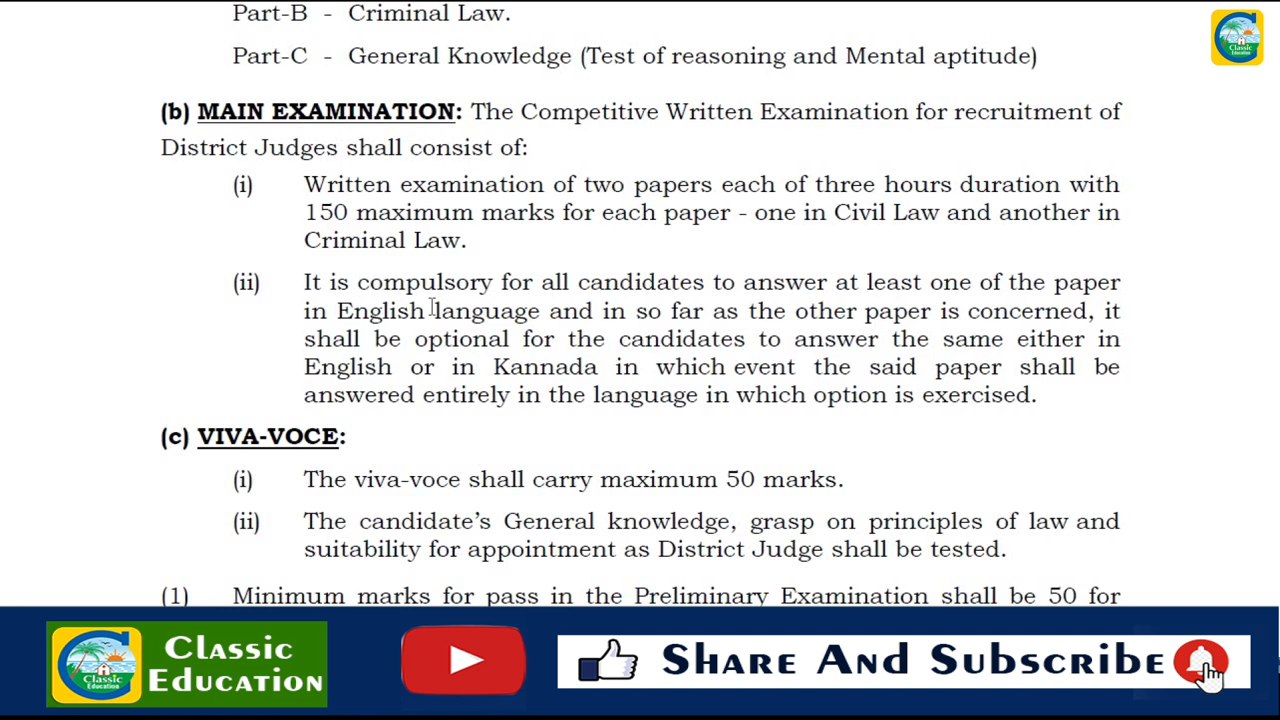 Part-B - Criminal Law.
Part-C - General Knowledge (Test of reasoning and Mental aptitude)
Classic
Education
(b) MAIN EXAMINATION: The Competitive Written Examination for recruitment of
District Judges shall consist of:
(i) Written examination of two papers each of three hours duration with
150 maximum marks for each paper - one in Civil Law and another in
Criminal Law.
(ii) It is compulsory for all candidates to answer at least one of the paper
in English language and in so far as the other paper is concerned, it
shall be optional for the candidates to answer the same either in
English or in Kannada in which event the said paper shall be
answered entirely in the language in which option is exercised.
(c) VIVA-VOCE:
(i) The viva-voce shall carry maximum 50 marks.
(ii) The candidate's General knowledge, grasp on principles of law and
suitability for appointment as District Judge shall be tested.
(1) Minimum marks for pass in the Preliminary Examination shall be 50 for
Classic
Education
Classic
Education
Share And Subscribe